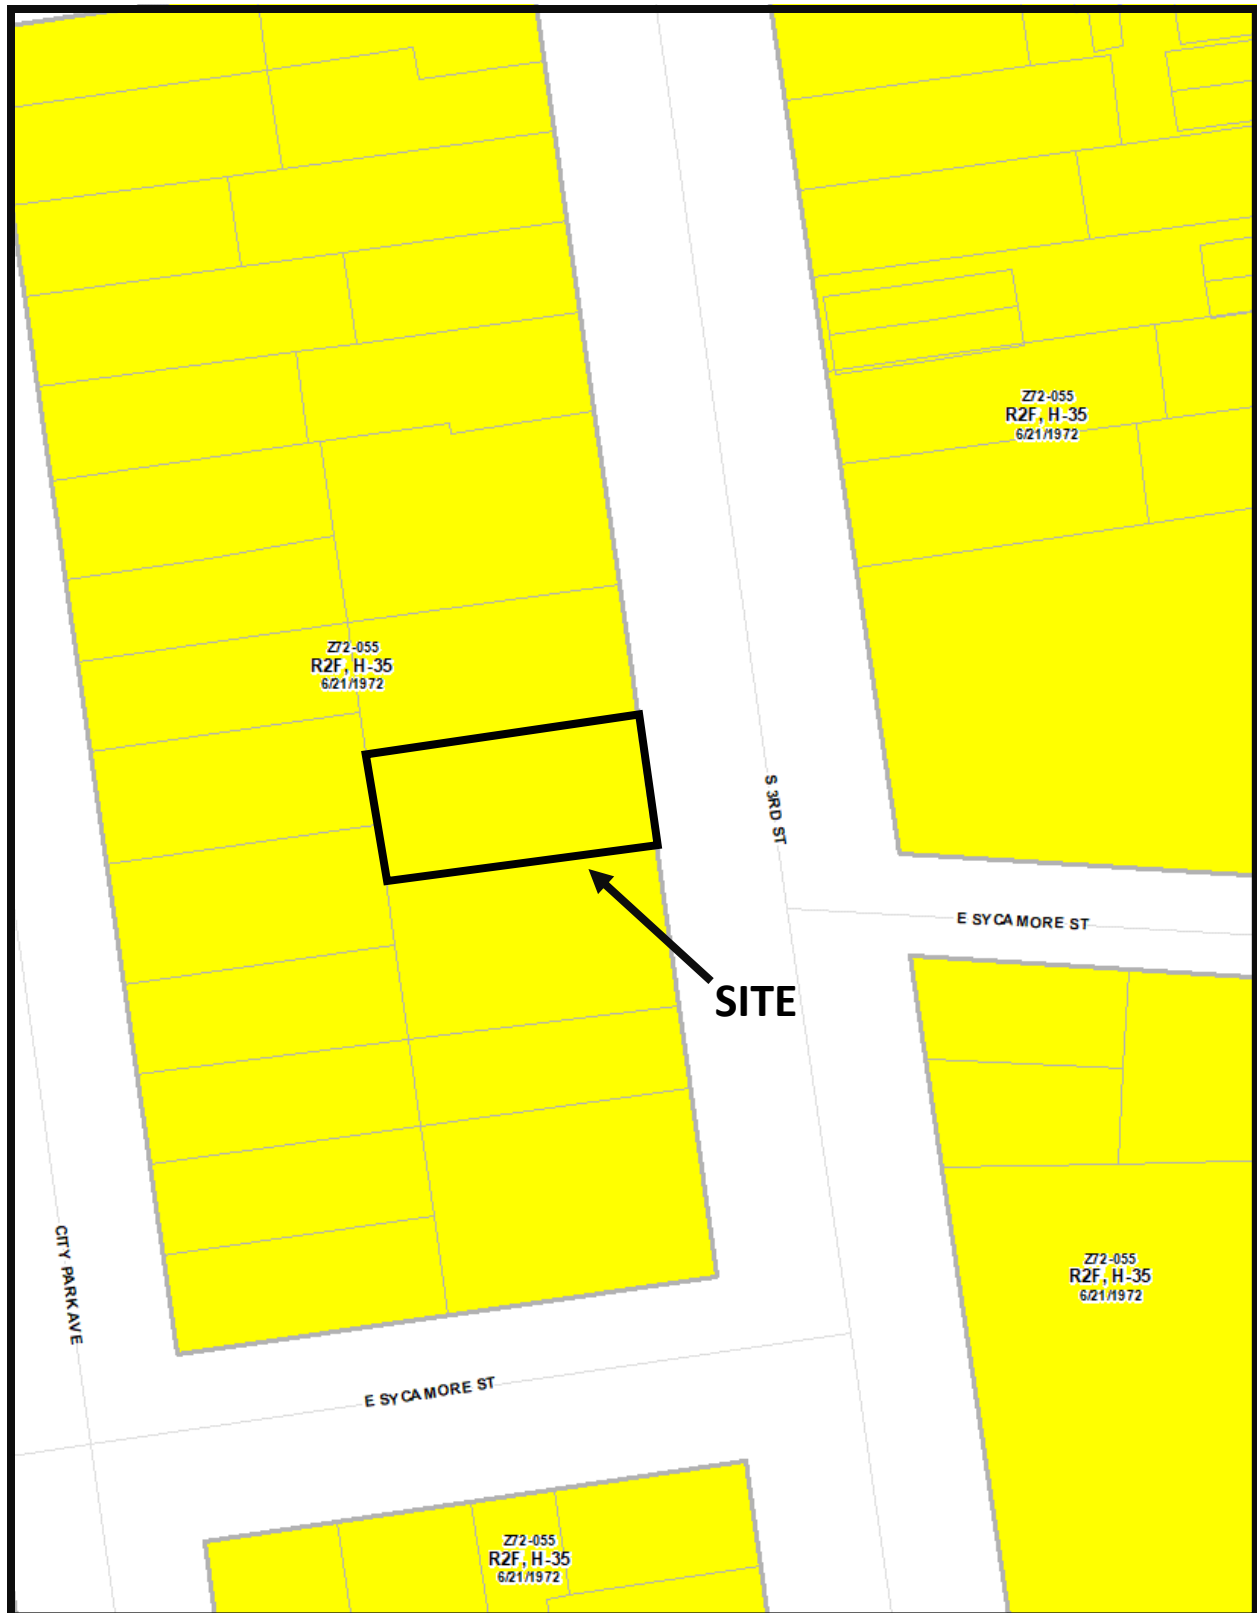 Z72-055
R2F, H-35
6/21/1972
Z72-055
R2F, H-35
6/21/1972
S 3RD ST
E SYCAMORE ST
SITE
CITY PARK AVE
Z72-055
R2F, H-35
6/21/1972
E SYCAMORE ST
Z72-055
R2F, H-35
6/21/1972